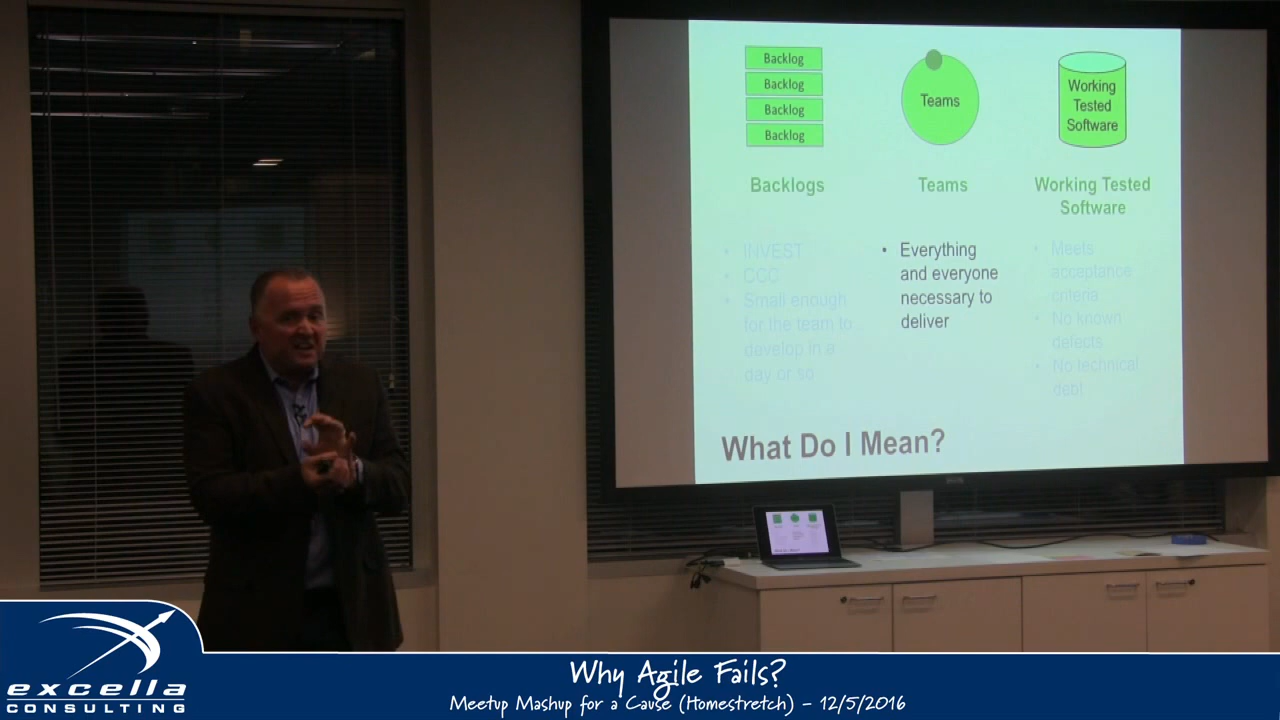 Backlog
Backlog
Backlog
Backlog
Teams
Working
Tested
Software
Backlogs
Teams
Working Tested
Software
• INVEST
• CCC
• Small enough
for the team to
develop in a
day or so
• Everything
and everyone
necessary to
deliver
• Meets
acceptance
criteria
• No known
defects
• No technical
debt
What Do I Mean?
What Do I Mean?
excella
CONSULTING
Why Agile Fails?
Meetup Mashup for a Cause (Homestretch) - 12/5/2016